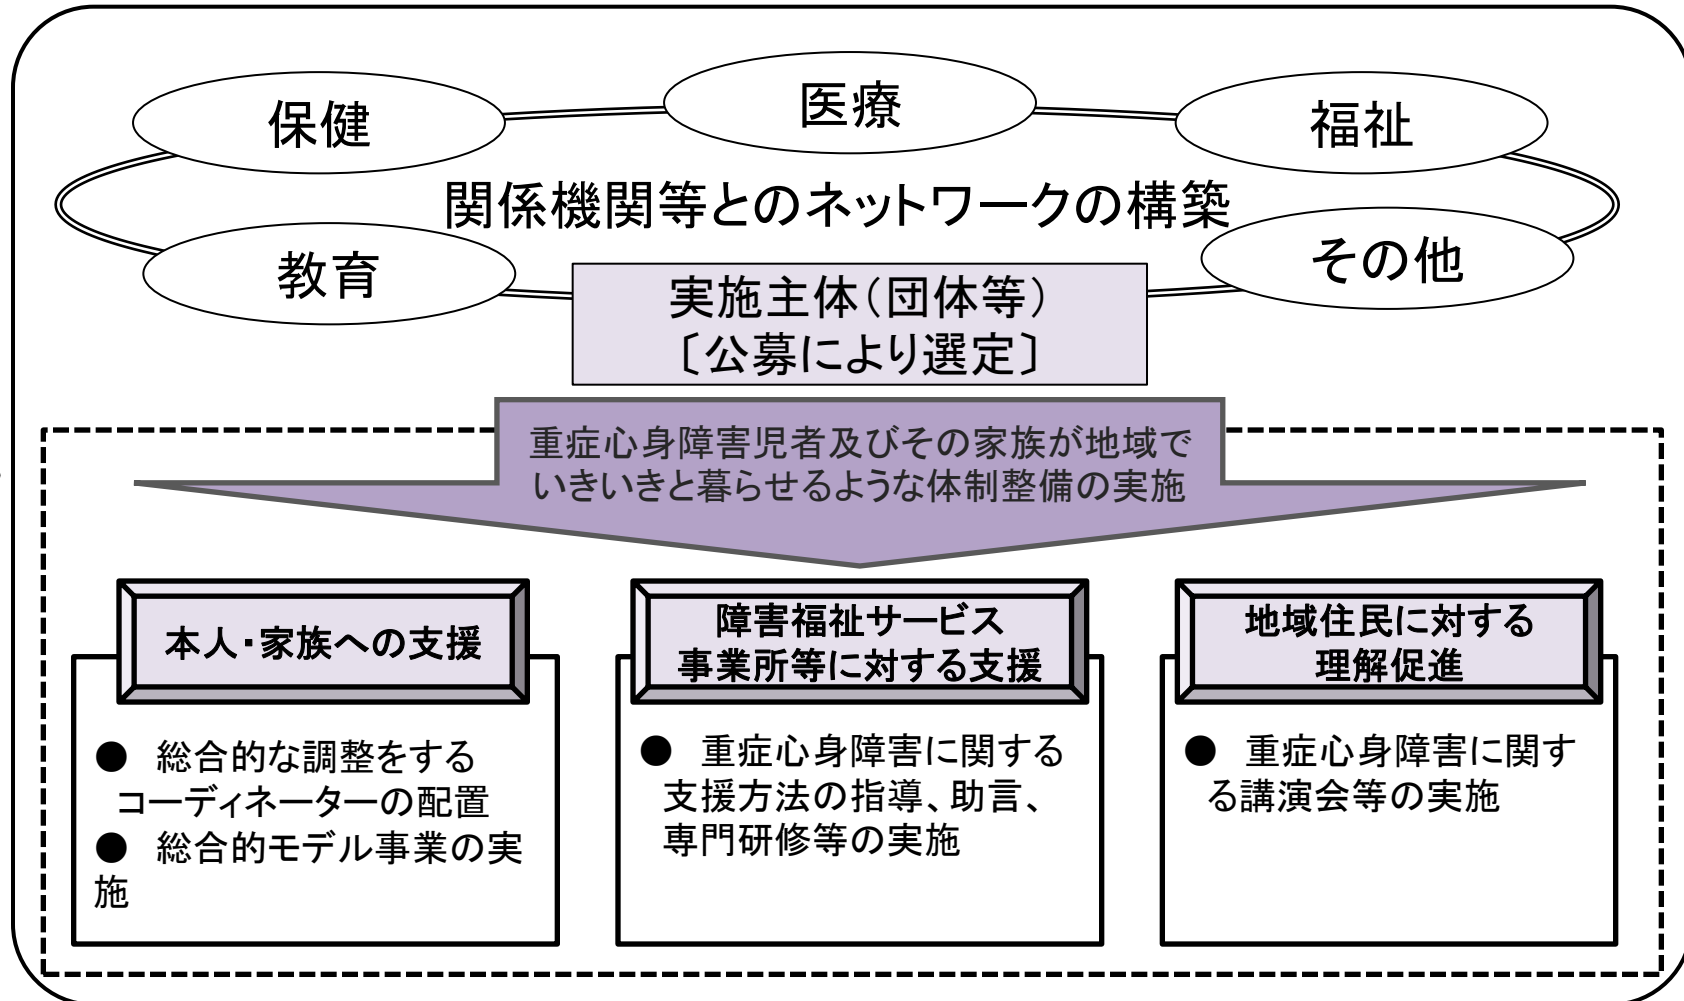 保健
医療
福祉
関係機関等とのネットワークの構築
教育
その他
実施主体（団体等）
〔公募により選定〕
重症心身障害児者及びその家族が地域で
いきいきと暮らせるような体制整備の実施
本人・家族への支援
● 総合的な調整をする
コーディネーターの配置
● 総合的モデル事業の実
施
障害福祉サービス
事業所等に対する支援
● 重症心身障害に関する
支援方法の指導、助言、
専門研修等の実施
地域住民に対する
理解促進
● 重症心身障害に関す
る講演会等の実施